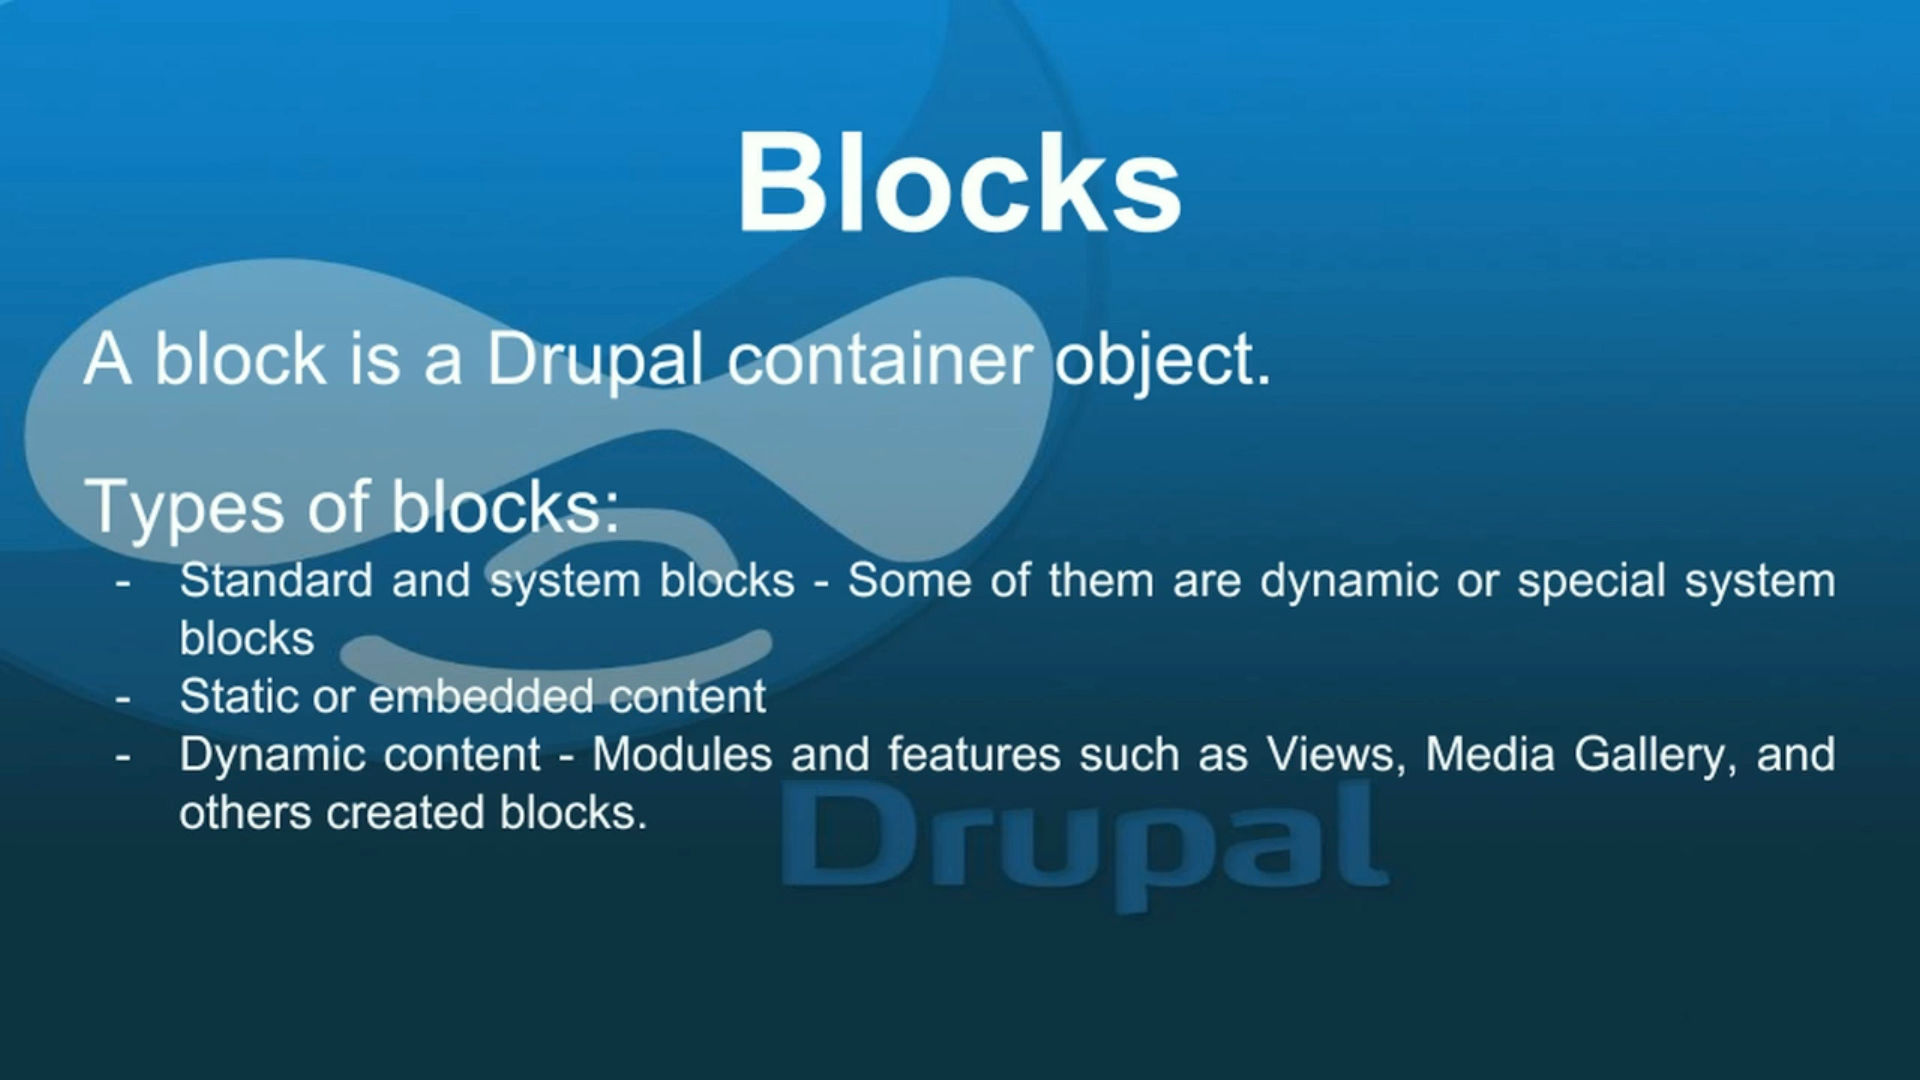 Blocks
A block is a Drupal container object.
Types of blocks:
- Standard and system blocks - Some of them are dynamic or special system
blocks
- Static or embedded content
- Dynamic content - Modules and features such as Views, Media Gallery, and
others created blocks.
Drupal